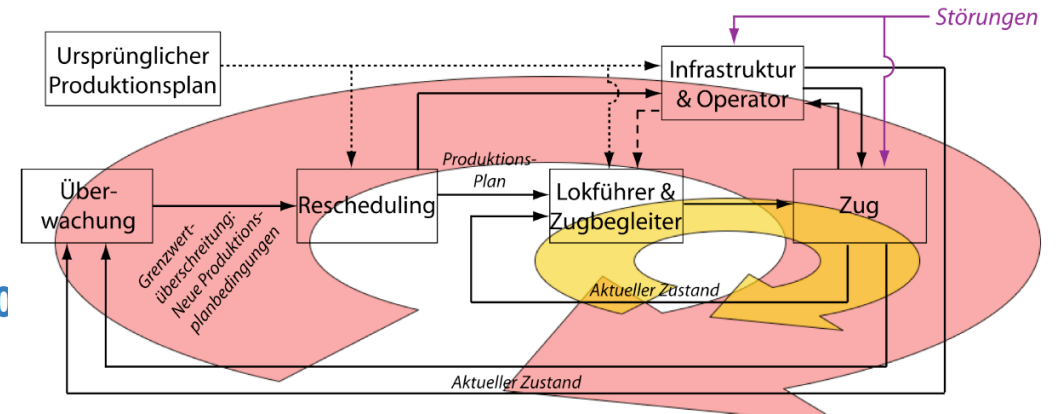 Störungen
Ursprünglicher
Produktionsplan
Infrastruktur
& Operator
Produktions-
Plan
Über-
wachung
Rescheduling
Lokführer &
Zugbegleiter
Zug
Grenzwert-
überschreitung:
Neue Produktions-
planbedingungen
Aktueller Zustand
Aktueller Zustand